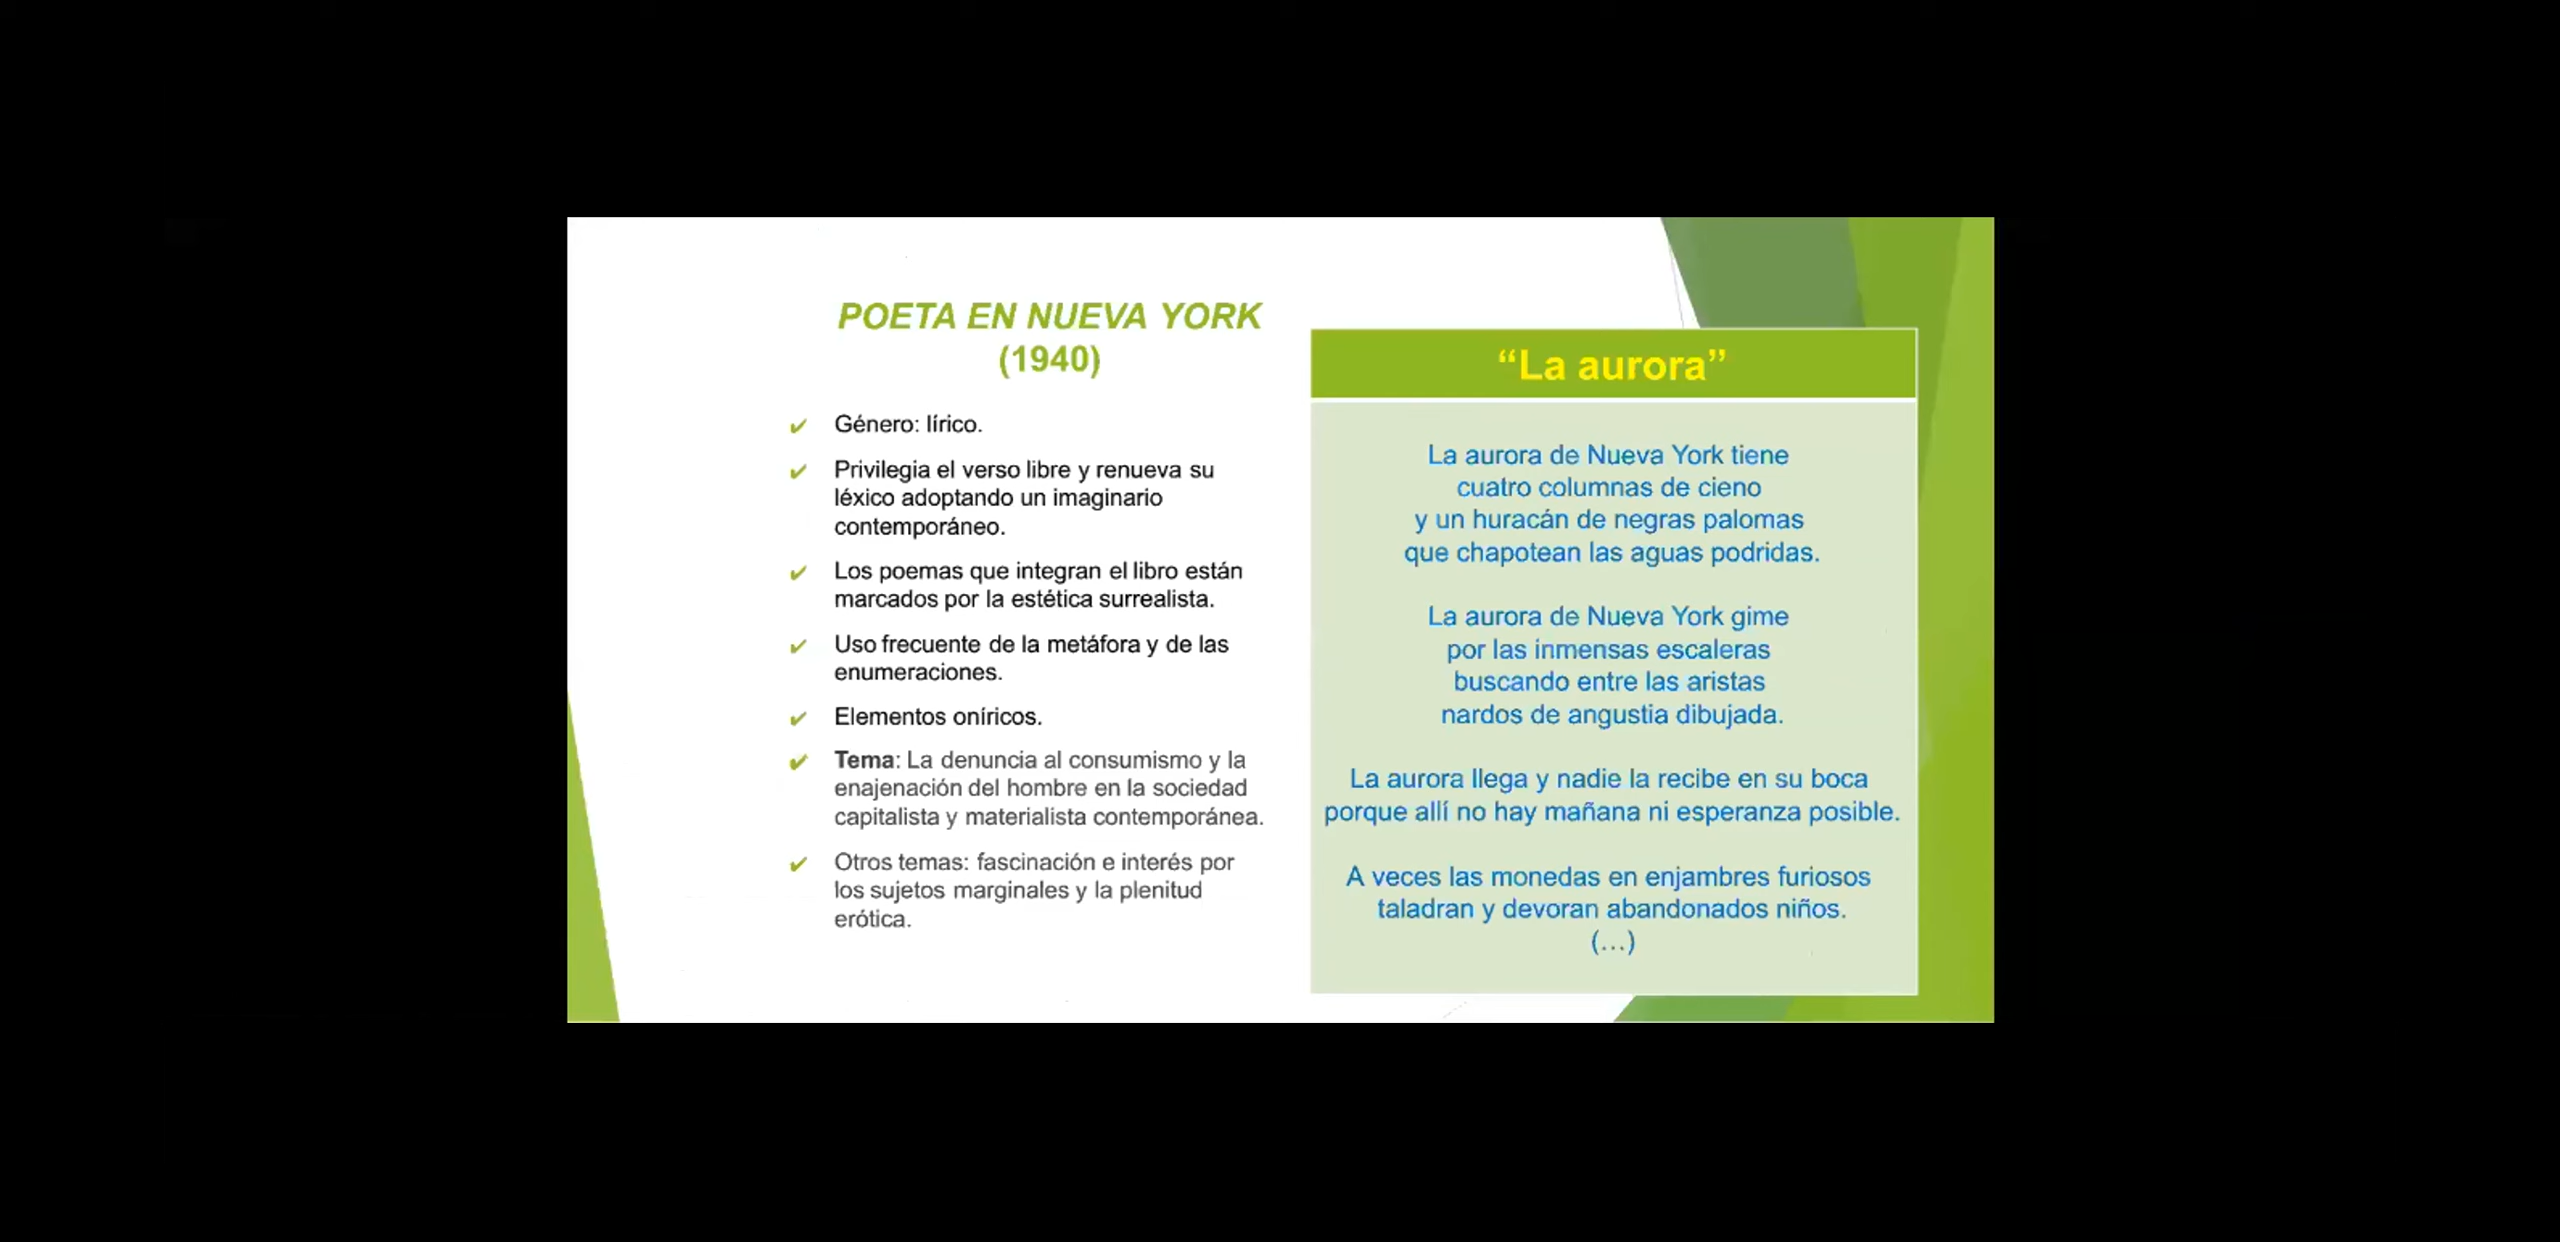 POETA EN NUEVA YORK
(1940)
✔ Género: lírico.
✔ Privilegia el verso libre y renueva su
léxico adoptando un imaginario
contemporáneo.
✔ Los poemas que integran el libro están
marcados por la estética surrealista.
✔ Uso frecuente de la metáfora y de las
enumeraciones.
✔ Elementos oníricos.
✔ Tema: La denuncia al consumismo y la
enajenación del hombre en la sociedad
capitalista y materialista contemporánea.
✔ Otros temas: fascinación e interés por
los sujetos marginales y la plenitud
erótica.
“La aurora”
La aurora de Nueva York tiene
cuatro columnas de cieno
y un huracán de negras palomas
que chapotean las aguas podridas.
La aurora de Nueva York gime
por las inmensas escaleras
buscando entre las aristas
nardos de angustia dibujada.
La aurora llega y nadie la recibe en su boca
porque allí no hay mañana ni esperanza posible.
A veces las monedas en enjambres furiosos
taladran y devoran abandonados niños.
(...)